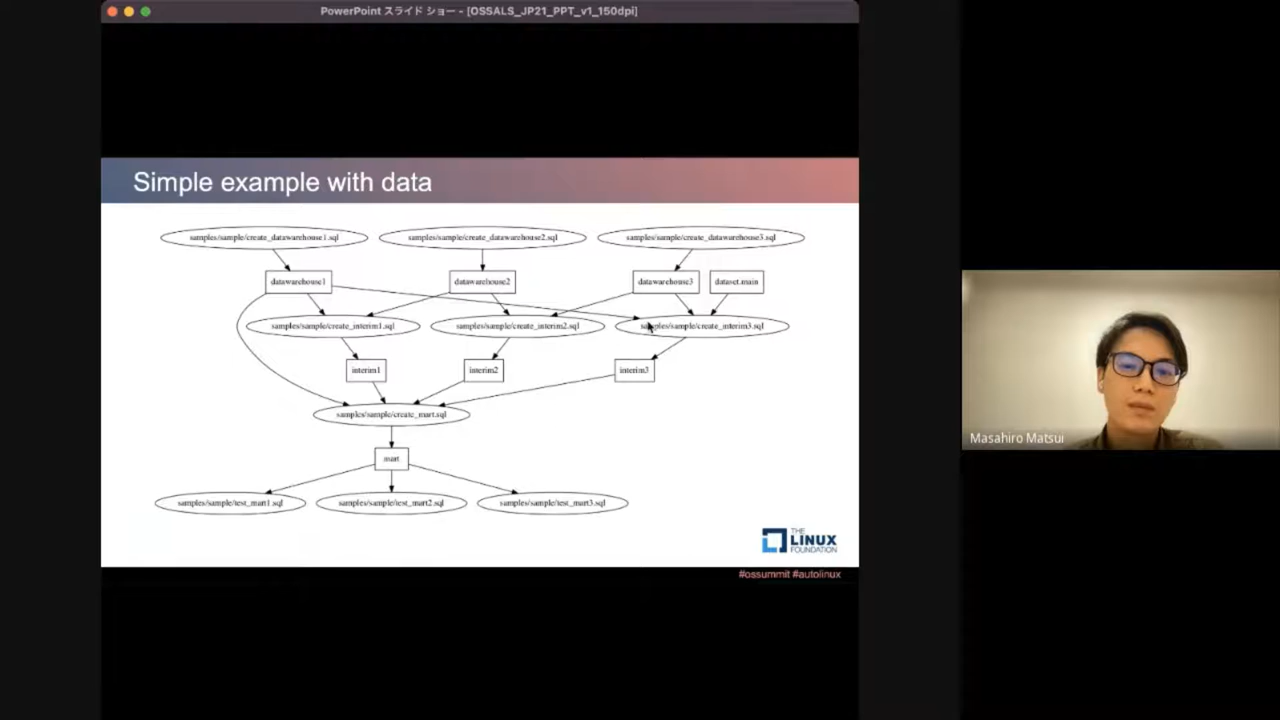 PowerPoint スライド ショー - [OSSALS_JP21_PPT_v1_150dpi]
Simple example with data
samples/sample/create_datawarehouse1.sql samples/sample/create_datawarehouse2.sql samples/sample/create_datawarehouse3.sql
datawarehouse1 datawarehouse2 datawarehouse3 dataset.main
samples/sample/create_interim1.sql samples/sample/create_interim2.sql samples/sample/create_interim3.sql
interim1 interim2 interim3
samples/sample/create_mart.sql
mart
samples/sample/test_mart1.sql samples/sample/test_mart2.sql samples/sample/test_mart3.sql
THE
LINUX
FOUNDATION
#ossummit #autolinux
Masahiro Matsui